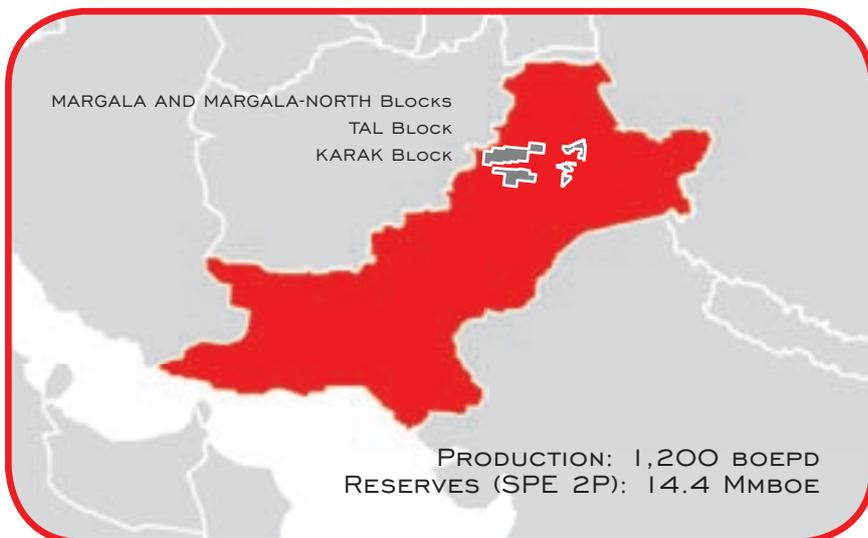 MARGALA AND MARGALA-NORTH BLOCKS
TAL BLOCK
KARAK BLOCK
PRODUCTION: 1,200 BOEPD
RESERVES (SPE 2P): 14.4 MMBOE